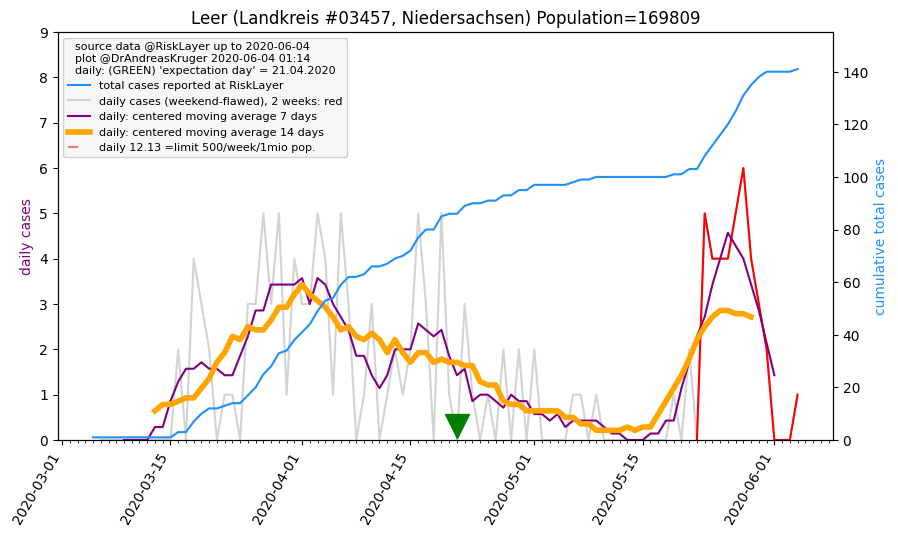 Leer (Landkreis #03457, Niedersachsen) Population=169809
source data @RiskLayer up to 2020-06-04
plot @DrAndreasKruger 2020-06-04 01:14
daily: (GREEN) 'expectation day' = 21.04.2020
total cases reported at RiskLayer
daily cases (weekend-flawed), 2 weeks: red
daily: centered moving average 7 days
daily: centered moving average 14 days
daily 12.13 =limit 500/week/1mio pop.
daily cases
9
8
7
6
5
4
3
2
1
0
cumulative total cases
140
120
100
80
60
40
20
0
2020-03-01
2020-03-15
2020-04-01
2020-04-15
2020-05-01
2020-05-15
2020-06-01